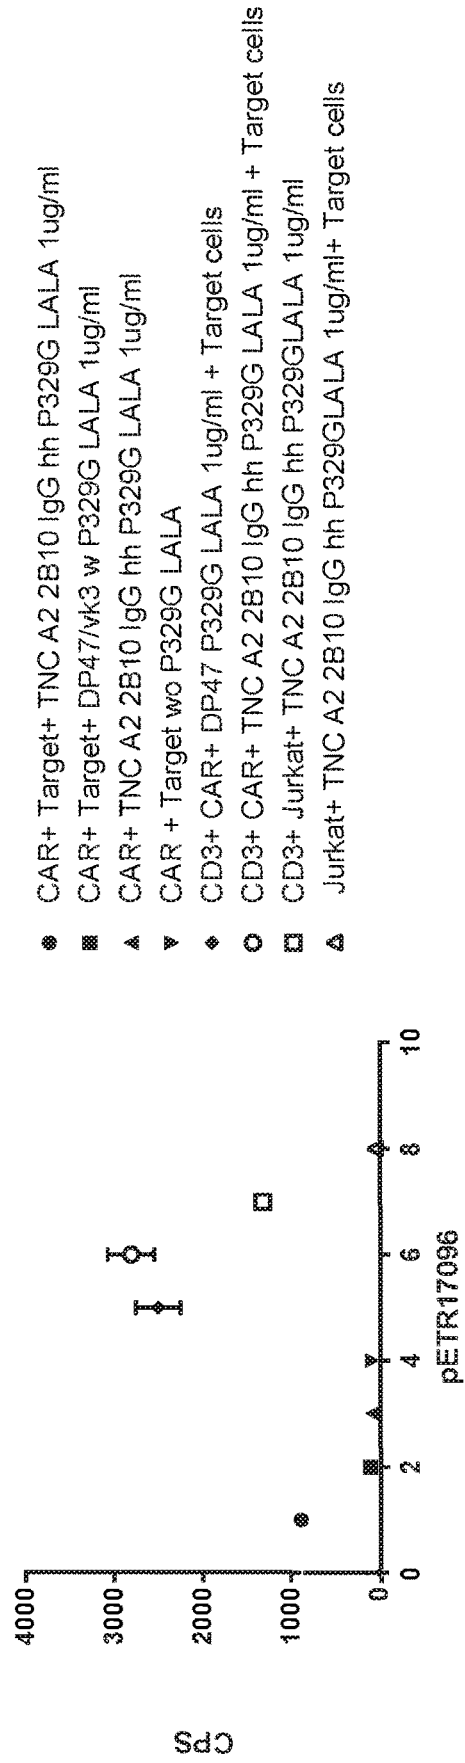 CPS
4000
3000
2000
1000
0
0 2 4 6 8 10
pETR17096
CAR+ Target+ TNC A2 2B10 IgG hh P329G LALA 1ug/ml
CAR+ Target+ DP47/vk3 w P329G LALA 1ug/ml
CAR+ TNC A2 2B10 IgG hh P329G LALA 1ug/ml
CAR + Target wo P329G LALA
CD3+ CAR+ DP47 P329G LALA 1ug/ml + Target cells
CD3+ CAR+ TNC A2 2B10 IgG hh P329G LALA 1ug/ml + Target cells
CD3+ Jurkat+ TNC A2 2B10 IgG hh P329GLALA 1ug/ml
Jurkat+ TNC A2 2B10 IgG hh P329GLALA 1ug/ml+ Target cells